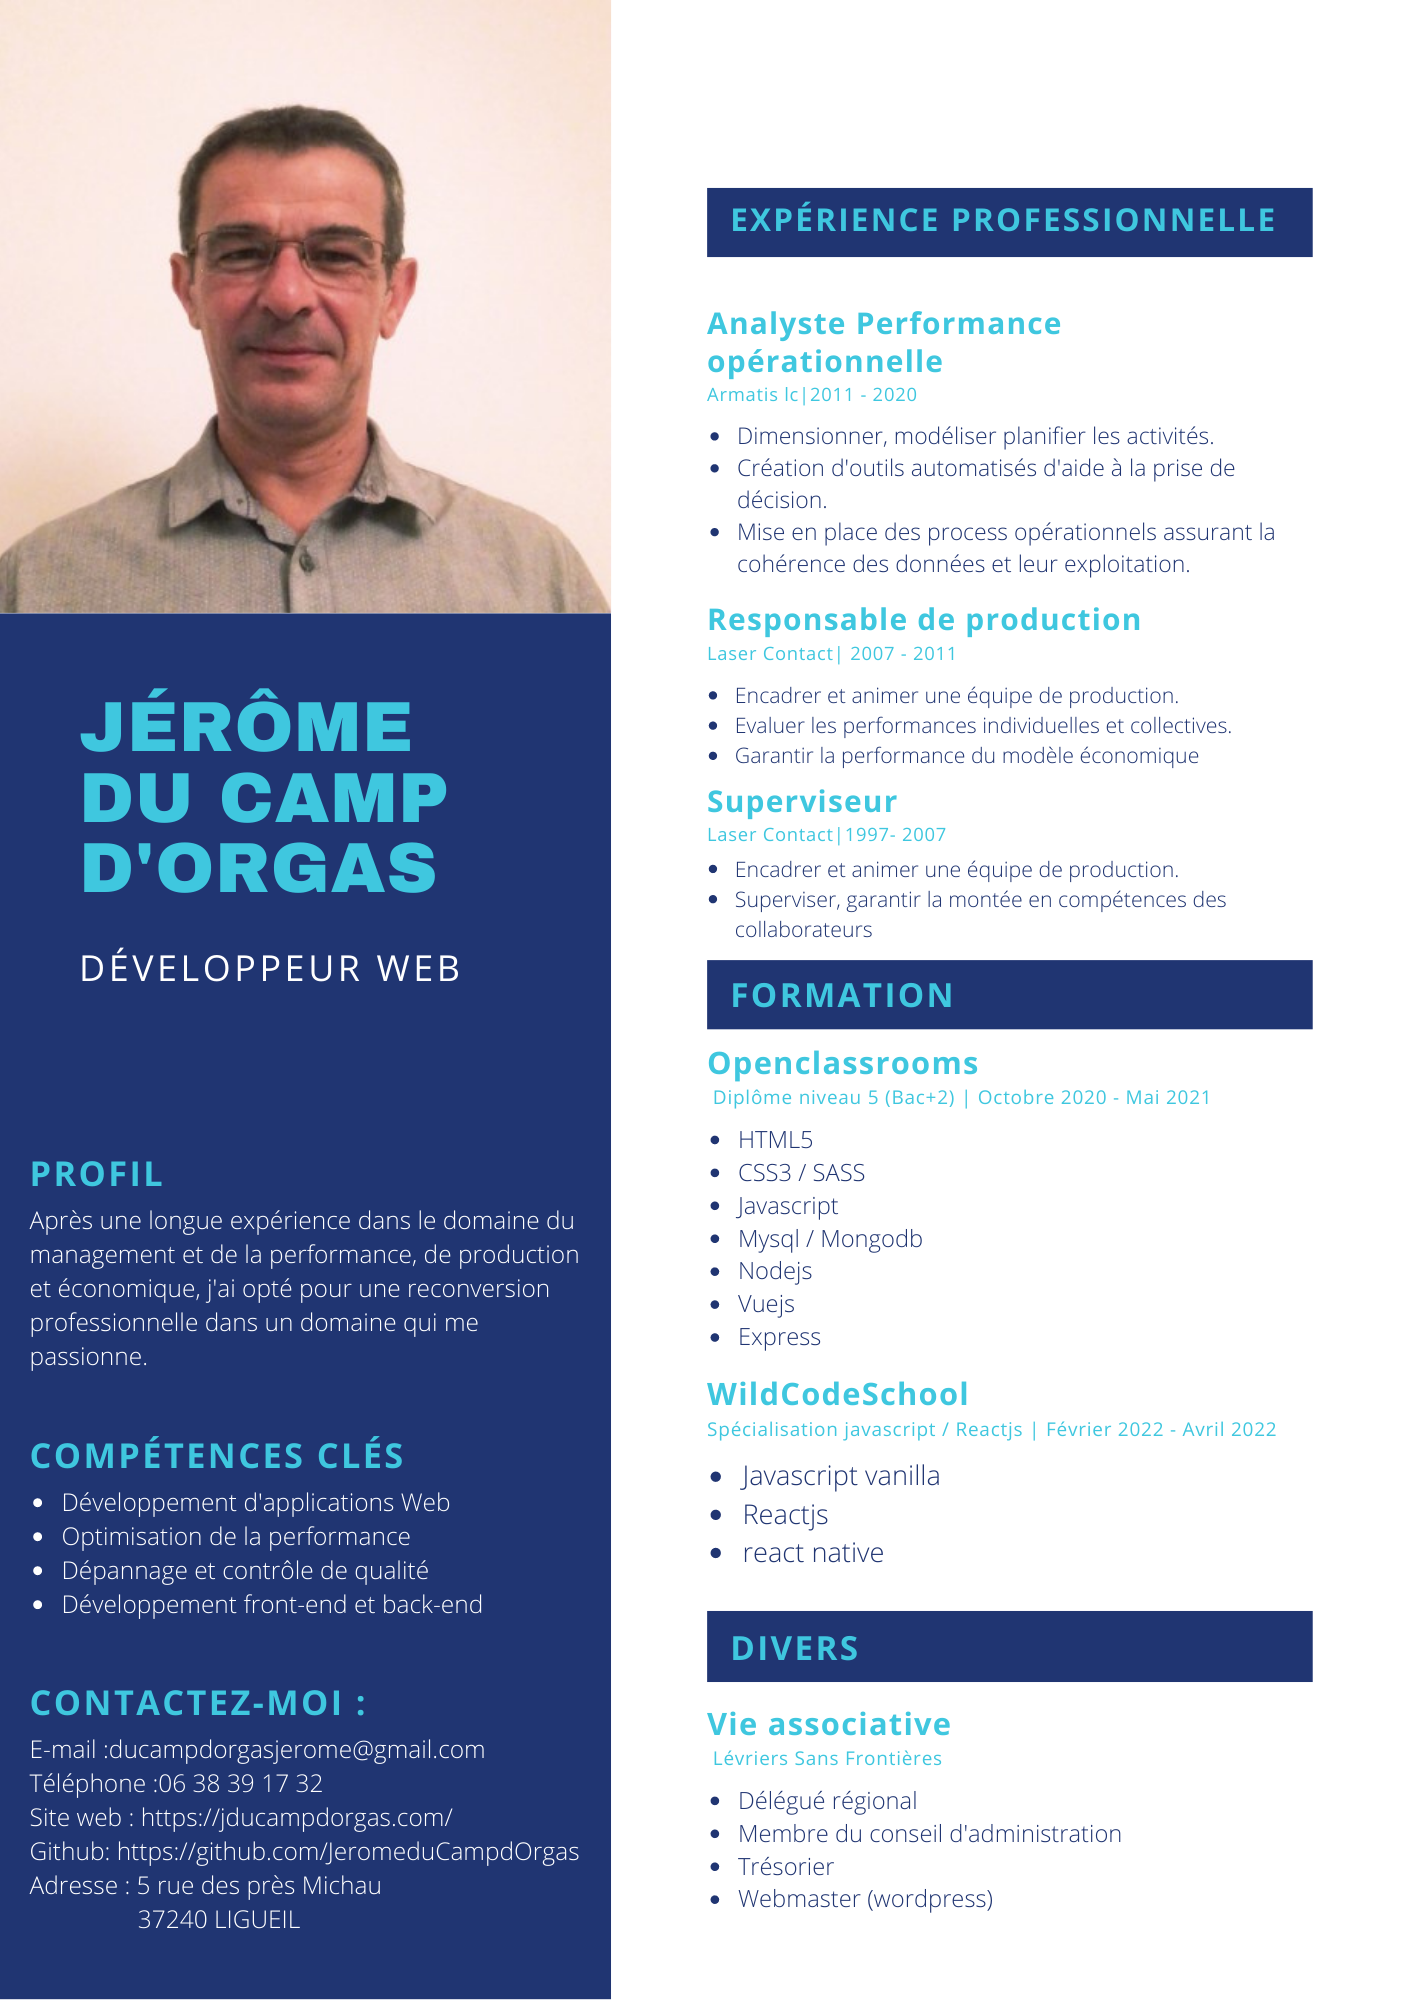 JÉRÔME
DU CAMP
D'ORGAS
DÉVELOPPEUR WEB
PROFIL
Après une longue expérience dans le domaine du
management et de la performance, de production
et économique, j'ai opté pour une reconversion
professionnelle dans un domaine qui me
passionne.
COMPÉTENCES CLÉS
• Développement d'applications Web
• Optimisation de la performance
• Dépannage et contrôle de qualité
• Développement front-end et back-end
CONTACTEZ-MOI :
E-mail :ducampdorgasjerome@gmail.com
Téléphone :06 38 39 17 32
Site web : https://jducampdorgas.com/
Github: https://github.com/JeromeduCampdOrgas
Adresse : 5 rue des près Michau
37240 LIGUEIL
EXPÉRIENCE PROFESSIONNELLE
Analyste Performance
opérationnelle
Armatis lc|2011 - 2020
• Dimensionner, modéliser planifier les activités.
• Création d'outils automatisés d'aide à la prise de
décision.
• Mise en place des process opérationnels assurant la
cohérence des données et leur exploitation.
Responsable de production
Laser Contact| 2007 - 2011
• Encadrer et animer une équipe de production.
• Evaluer les performances individuelles et collectives.
• Garantir la performance du modèle économique
Superviseur
Laser Contact|1997- 2007
• Encadrer et animer une équipe de production.
• Superviser, garantir la montée en compétences des
collaborateurs
FORMATION
Openclassrooms
Diplôme niveau 5 (Bac+2) | Octobre 2020 - Mai 2021
• HTML5
• CSS3 / SASS
• Javascript
• Mysql / Mongodb
• Nodejs
• Vuejs
• Express
WildCodeSchool
Spécialisation javascript / Reactjs | Février 2022 - Avril 2022
• Javascript vanilla
• Reactjs
• react native
DIVERS
Vie associative
Lévriers Sans Frontières
• Délégué régional
• Membre du conseil d'administration
• Trésorier
• Webmaster (wordpress)